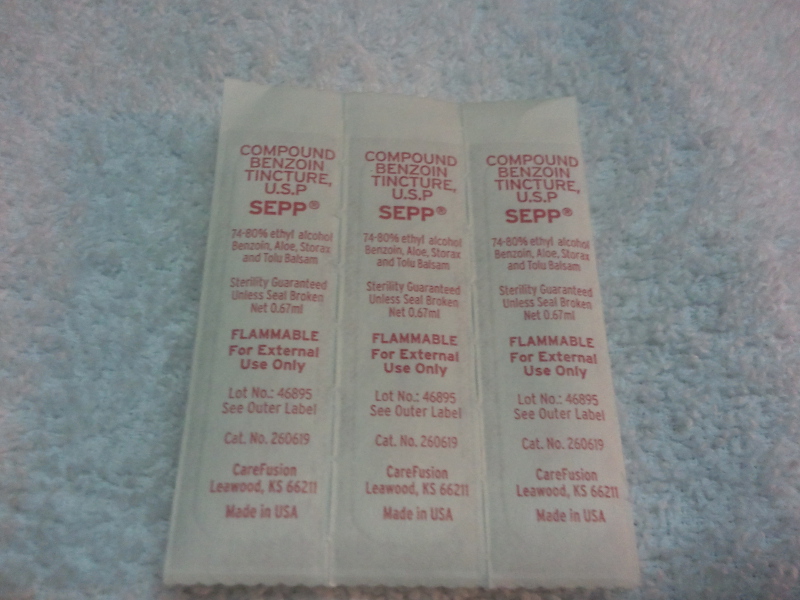 COMPOUND
BENZOIN
TINCTURE,
U.S.P
SEPP®
74-80% ethyl alcohol
Benzoin, Aloe, Storax
and Tolu Balsam
Sterility Guaranteed
Unless Seal Broken
Net 0.67ml
FLAMMABLE
For External
Use Only
Lot No.: 46895
See Outer Label
Cat. No. 260619
CareFusion
Leawood, KS 66211
Made in USA
COMPOUND
BENZOIN
TINCTURE,
U.S.P
SEPP®
74-80% ethyl alcohol
Benzoin, Aloe, Storax
and Tolu Balsam
Sterility Guaranteed
Unless Seal Broken
Net 0.67ml
FLAMMABLE
For External
Use Only
Lot No.: 46895
See Outer Label
Cat. No. 260619
CareFusion
Leawood, KS 66211
Made in USA
COMPOUND
BENZOIN
TINCTURE,
U.S.P
SEPP®
74-80% ethyl alcohol
Benzoin, Aloe, Storax
and Tolu Balsam
Sterility Guaranteed
Unless Seal Broken
Net 0.67ml
FLAMMABLE
For External
Use Only
Lot No.: 46895
See Outer Label
Cat. No. 260619
CareFusion
Leawood, KS 66211
Made in USA